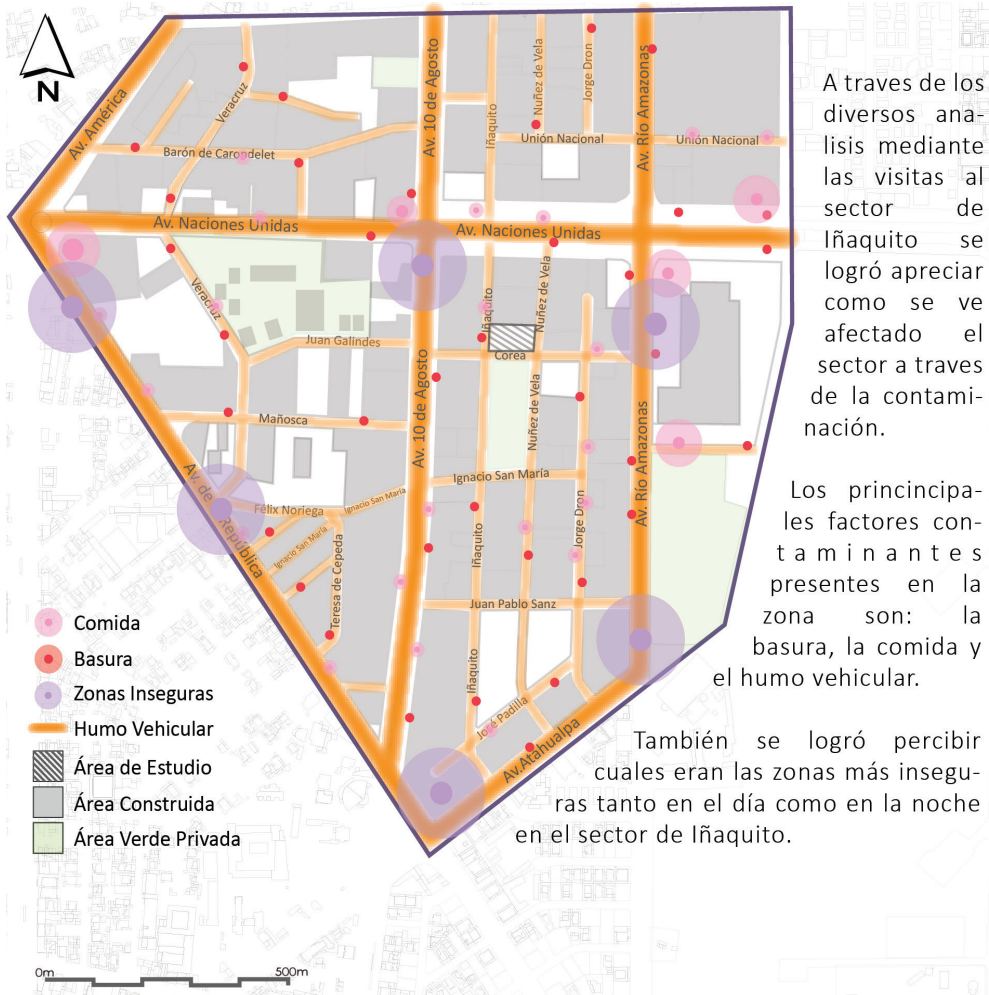 N
Av. América
Veracruz
Barón de Carondelet
Av. 10 de Agosto
Iñaquito
Nuñez de Vela
Jorge Dron
Av. Río Amazonas
Unión Nacional
Unión Nacional
Av. Naciones Unidas
Av. Naciones Unidas
Veracruz
Juan Galindes
Iñaquito
Nuñez de Vela
Corea
Mañosca
Av. 10 de Agosto
Nuñez de Vela
Av. Río Amazonas
Ignacio San María
Av. de República
Félix Noriega
Ignacio San María
Ignacio San María
Teresa de Cepeda
Iñaquito
Jorge Dron
Juan Pablo Sanz
Iñaquito
José Padilla
Av.Atahualpa
A traves de los
diversos aná-
lisis mediante
las visitas al
sector de
Iñaquito se
logró apreciar
como se ve
afectado el
sector a traves
de la contami-
nación.
Los princincipa-
les factores con-
taminantes
presentes en la
zona son: la
basura, la comida y
el humo vehicular.
También se logró percibir
cuales eran las zonas más insegu-
ras tanto en el día como en la noche
en el sector de Iñaquito.
Comida
Basura
Zonas Inseguras
Humo Vehicular
Área de Estudio
Área Construida
Área Verde Privada
0m
500m